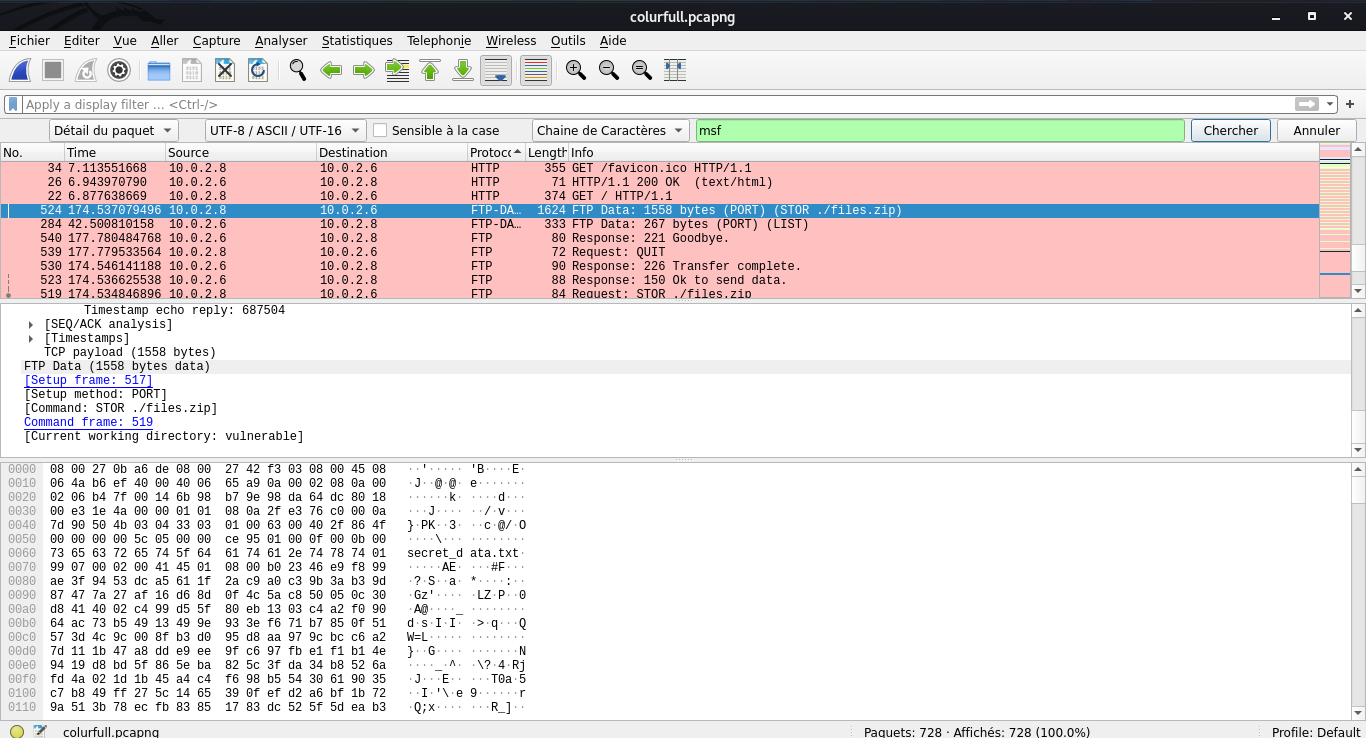 colurfull.pcapng
Fichier Editer Vue Aller Capture Analyser Statistiques Telephonie Wireless Outils Aide
Apply a display filter ... <Ctrl-/>
Détail du paquet UTF-8 / ASCII / UTF-16 Sensible à la case Chaine de Caractères msf Chercher Annuler
No. Time Source Destination Protoc Length Info
34 7.113551668 10.0.2.8 10.0.2.6 HTTP 355 GET /favicon.ico HTTP/1.1
26 6.943970790 10.0.2.6 10.0.2.8 HTTP 71 HTTP/1.1 200 OK (text/html)
22 6.877638669 10.0.2.8 10.0.2.6 HTTP 374 GET / HTTP/1.1
524 174.537079496 10.0.2.8 10.0.2.6 FTP-DA… 1624 FTP Data: 1558 bytes (PORT) (STOR ./files.zip)
284 42.500810158 10.0.2.6 10.0.2.8 FTP-DA… 333 FTP Data: 267 bytes (PORT) (LIST)
540 177.780484768 10.0.2.6 10.0.2.8 FTP 80 Response: 221 Goodbye.
539 177.779533564 10.0.2.8 10.0.2.6 FTP 72 Request: QUIT
530 174.546141188 10.0.2.6 10.0.2.8 FTP 90 Response: 226 Transfer complete.
523 174.536625538 10.0.2.6 10.0.2.8 FTP 88 Response: 150 Ok to send data.
519 174.534846896 10.0.2.8 10.0.2.6 FTP 84 Request: STOR ./files.zip
Timestamp echo reply: 687504
[SEQ/ACK analysis]
[Timestamps]
TCP payload (1558 bytes)
FTP Data (1558 bytes data)
[Setup frame: 517]
[Setup method: PORT]
[Command: STOR ./files.zip]
Command frame: 519
[Current working directory: vulnerable]
0000 08 00 27 0b a6 de 08 00 27 42 f3 03 08 00 45 08 ··'····· 'B····E·
0010 06 4a b6 ef 40 00 40 06 65 a9 0a 00 02 08 0a 00 ·J··@·@· e·······
0020 02 06 b4 7f 00 14 6b 98 b7 9e 98 da 64 dc 80 18 ······k· ····d···
0030 00 e3 1e 4a 00 00 01 01 08 0a 2f e3 76 c0 00 0a ···J···· ··/·v···
0040 7d 90 50 4b 03 04 33 03 01 00 63 00 40 2f 86 4f }·PK··3· ··c·@/·O
0050 00 00 00 00 5c 05 00 00 ce 95 01 00 0f 00 0b 00 ····\··· ········
0060 73 65 63 72 65 74 5f 64 61 74 61 2e 74 78 74 01 secret_d ata.txt·
0070 99 07 00 02 00 41 45 01 08 00 b0 23 46 e9 f8 99 ·····AE· ···#F···
0080 ae 3f 94 53 dc a5 61 1f 2a c9 a0 c3 9b 3a b3 9d ·?·S··a· *····:··
0090 87 47 7a 27 af 16 d6 8d 0f 4c 5a c8 50 05 0c 30 ·Gz'···· ·LZ·P··0
00a0 d8 41 40 02 c4 99 d5 5f 80 eb 13 03 c4 a2 f0 90 ·A@····_ ········
00b0 64 ac 73 b5 49 13 49 9e 93 3e f6 71 b7 85 0f 51 d·s·I·I· ·>·q···Q
00c0 57 3d 4c 9c 00 8f b3 d0 95 d8 aa 97 9c bc c6 a2 W=L····· ········
00d0 7d 11 1b 47 a8 dd e9 ee 9f c6 97 fb e1 f1 b1 4e }··G···· ·······N
00e0 94 19 d8 bd 5f 86 5e ba 82 5c 3f da 34 b8 52 6a ····_·^· ·\?·4·Rj
00f0 fd 4a 02 1d 1b 45 a4 c4 f6 98 b5 54 30 61 90 35 ·J···E·· ···T0a·5
0100 c7 b8 49 ff 27 5c 14 65 39 0f ef d2 a6 bf 1b 72 ··I·'\·e 9······r
0110 9a 51 3b 78 ec fb 83 85 17 83 dc 52 5f 5d ea b3 ·Q;x···· ···R_]··
colurfull.pcapng Paquets: 728 · Affichés: 728 (100.0%) Profile: Default